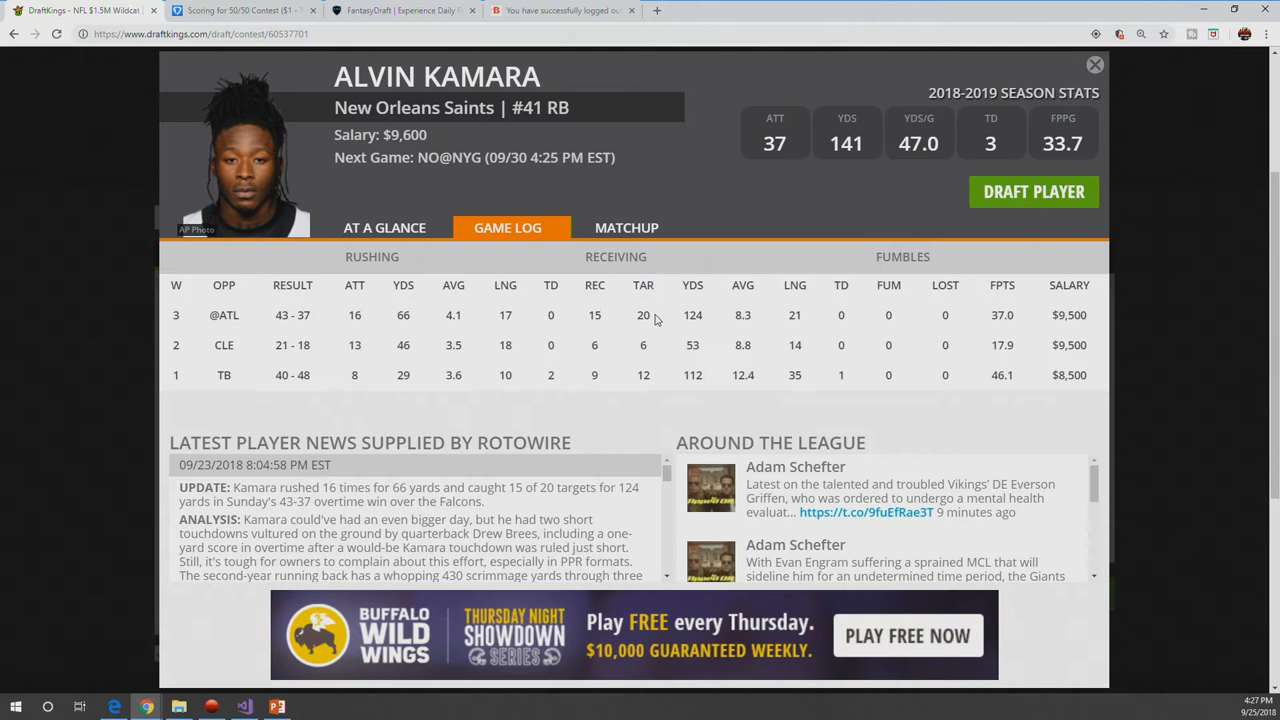 DraftKings - NFL $1.5M Wildcat
Scoring for 50/50 Contest ($1 - T
FantasyDraft | Experience Daily F
You have successfully logged out
https://www.draftkings.com/draft/contest/60537701
ALVIN KAMARA
New Orleans Saints | #41 RB
Salary: $9,600
Next Game: NO@NYG (09/30 4:25 PM EST)
AP Photo
2018-2019 SEASON STATS
ATT YDS YDS/G TD FPPG
37 141 47.0 3 33.7
DRAFT PLAYER
AT A GLANCE GAME LOG MATCHUP
RUSHING RECEIVING FUMBLES
W OPP RESULT ATT YDS AVG LNG TD REC TAR YDS AVG LNG TD FUM LOST FPTS SALARY
3 @ATL 43 - 37 16 66 4.1 17 0 15 20 124 8.3 21 0 0 0 37.0 $9,500
2 CLE 21 - 18 13 46 3.5 18 0 6 6 53 8.8 14 0 0 0 17.9 $9,500
1 TB 40 - 48 8 29 3.6 10 2 9 12 112 12.4 35 1 0 0 46.1 $8,500
LATEST PLAYER NEWS SUPPLIED BY ROTOWIRE
09/23/2018 8:04:58 PM EST
UPDATE: Kamara rushed 16 times for 66 yards and caught 15 of 20 targets for 124
yards in Sunday's 43-37 overtime win over the Falcons.
ANALYSIS: Kamara could've had an even bigger day, but he had two short
touchdowns vultured on the ground by quarterback Drew Brees, including a one-
yard score in overtime after a would-be Kamara touchdown was ruled just short.
Still, it's tough for owners to complain about this effort, especially in PPR formats.
The second-year running back has a whopping 430 scrimmage yards through three
AROUND THE LEAGUE
Adam Schefter
Latest on the talented and troubled Vikings' DE Everson
Griffen, who was ordered to undergo a mental health
evaluat... https://t.co/9fuEfRae3T 9 minutes ago
Adam Schefter
With Evan Engram suffering a sprained MCL that will
sideline him for an undetermined time period, the Giants
BUFFALO
WILD
WINGS
THURSDAY NIGHT
SHOWDOWN
SERIES
Play FREE every Thursday.
$10,000 GUARANTEED WEEKLY.
PLAY FREE NOW
4:27 PM
9/25/2018